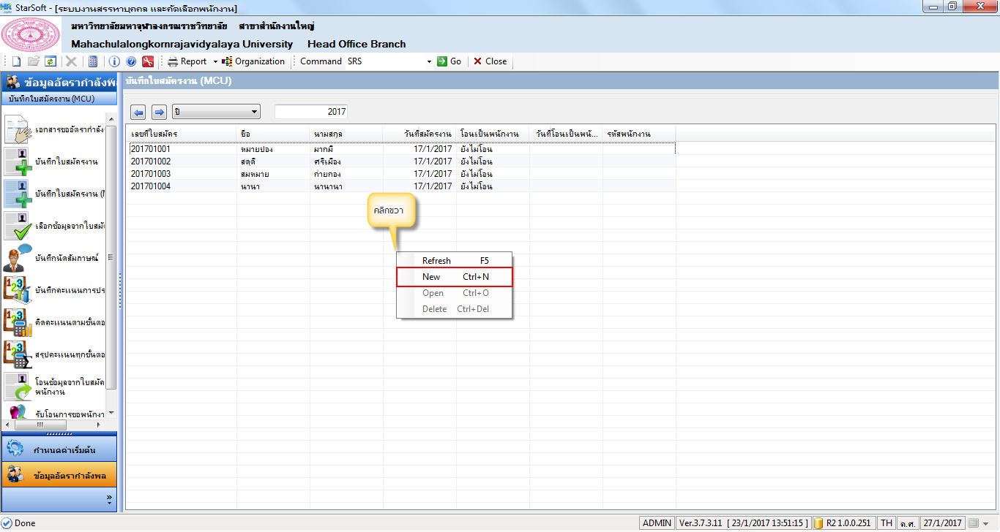 StarSoft - [ระบบงานสรรหาบุคคล และคัดเลือกพนักงาน]
มหาวิทยาลัยมหาจุฬาลงกรณราชวิทยาลัย สาขาสำนักงานใหญ่
Mahachulalongkornrajavidyalaya University Head Office Branch
Report Organization Command SRS Go Close
ข้อมูลอัตรากำลังพ
บันทึกใบสมัครงาน (MCU)
บันทึกใบสมัครงาน (MCU)
ปี 2017
เลขที่ใบสมัคร ชื่อ นามสกุล วันที่สมัครงาน โอนเป็นพนักงาน วันที่โอนเป็นพนั... รหัสพนักงาน
201701001 หมายปอง มากมี 17/1/2017 ยังไม่โอน
201701002 สดุดี ศรีเมือง 17/1/2017 ยังไม่โอน
201701003 สมหมาย ก่ายกอง 17/1/2017 ยังไม่โอน
201701004 นานา นานานา 17/1/2017 ยังไม่โอน
คลิกขวา
Refresh F5
New Ctrl+N
Open Ctrl+O
Delete Ctrl+Del
เอกสารขออัตรากำลัง
บันทึกใบสมัครงาน
บันทึกใบสมัครงาน (
เลือกข้อมูลจากใบสมั
บันทึกนัดสัมภาษณ์
บันทึกคะแนนการปร
คิดคะแนนตามขั้นตอ
สรุปคะแนนทุกขั้นตอ
โอนข้อมูลจากใบสมัค
พนักงาน
รับโอนการขอพนักงา
กำหนดค่าเริ่มต้น
ข้อมูลอัตรากำลังพล
Done ADMIN Ver.3.7.3.11 [ 23/1/2017 13:51:15 ] R2 1.0.0.251 TH ค.ศ. 27/1/2017